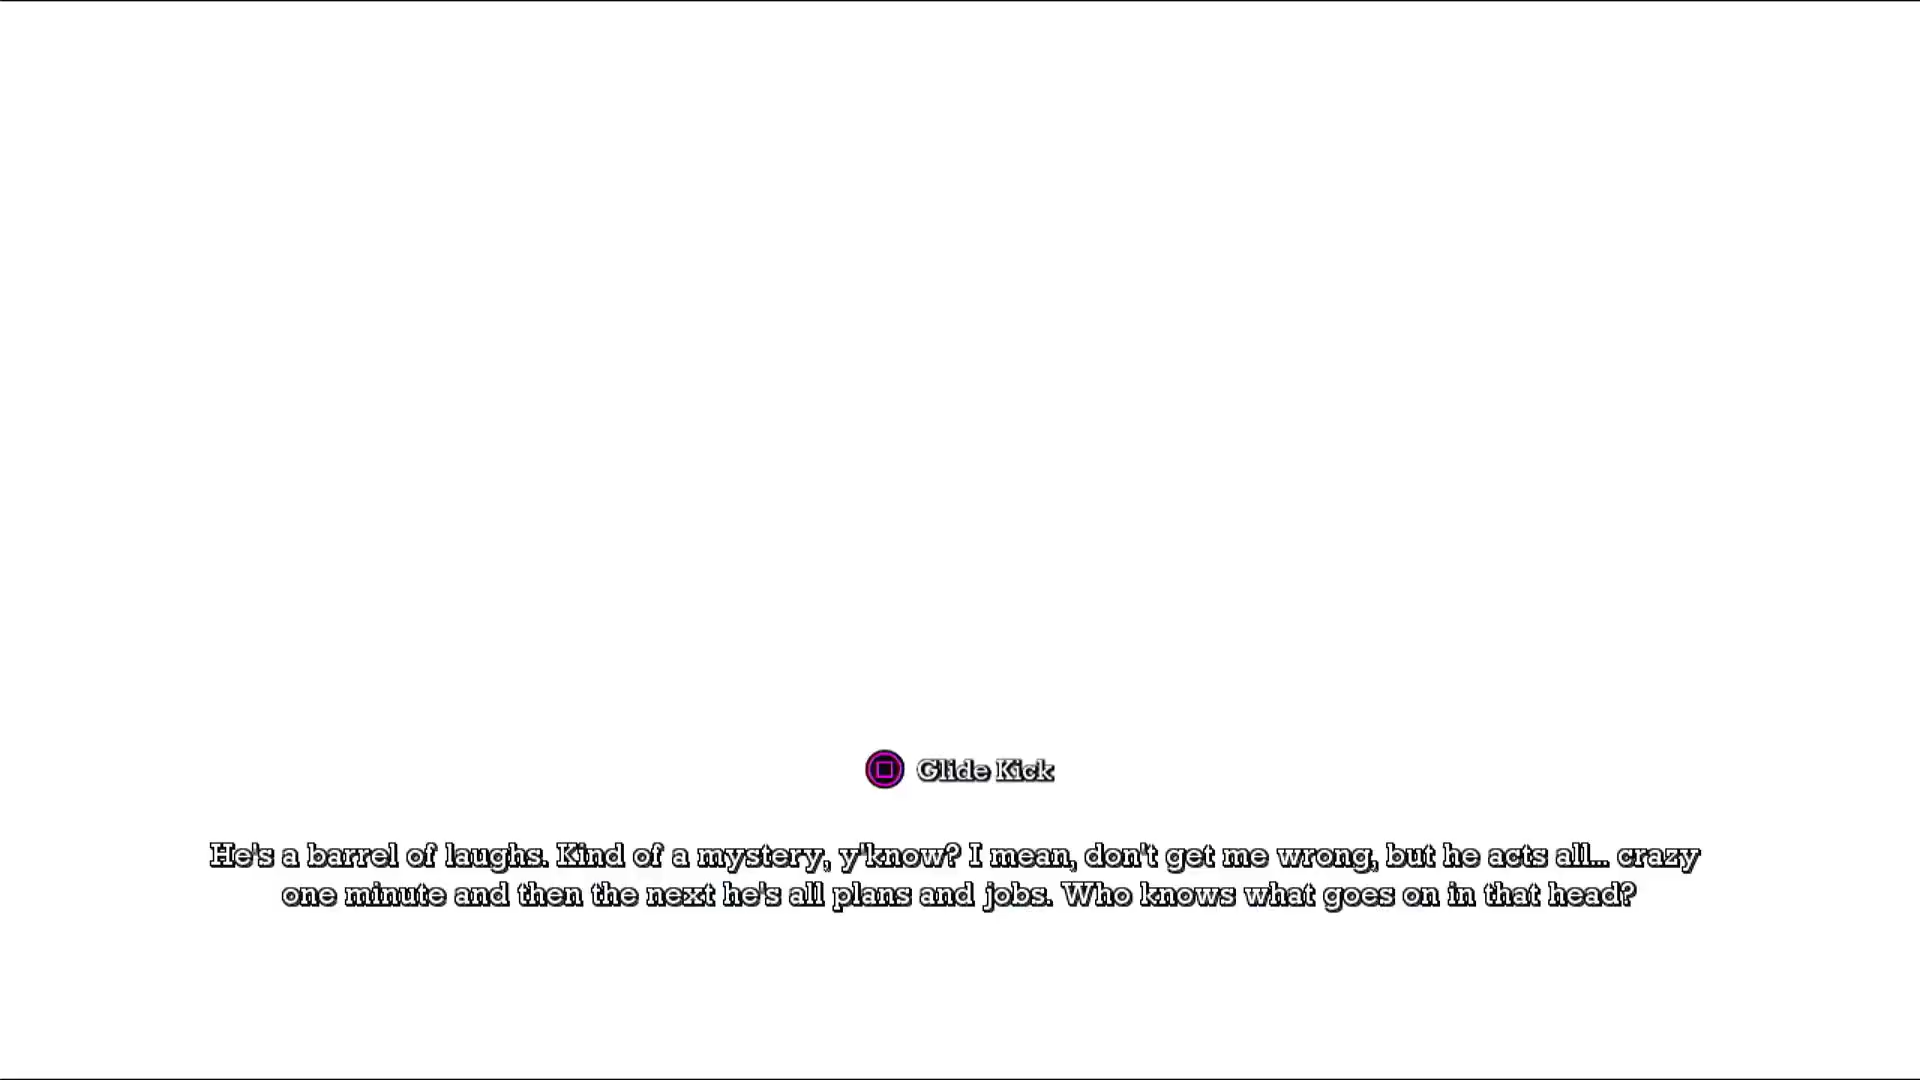 Glide Kick
He's a barrel of laughs. Kind of a mystery, y'know? I mean, don't get me wrong, but he acts all... crazy
one minute and then the next he's all plans and jobs. Who knows what goes on in that head?